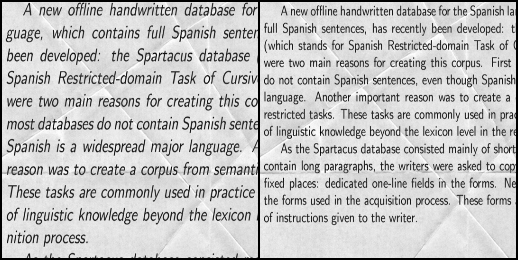 A new offline handwritten database for
guage, which contains full Spanish senten
been developed: the Spartacus database
Spanish Restricted-domain Task of Cursiv
were two main reasons for creating this co
most databases do not contain Spanish sente
Spanish is a widespread major language. A
reason was to create a corpus from semanti
These tasks are commonly used in practice
of linguistic knowledge beyond the lexicon
nition process.
As the Spartacus database consisted
A new offline handwritten database for the Spanish la
full Spanish sentences, has recently been developed: t
(which stands for Spanish Restricted-domain Task of C
were two main reasons for creating this corpus. First
do not contain Spanish sentences, even though Spanish
language. Another important reason was to create a
restricted tasks. These tasks are commonly used in prac
of linguistic knowledge beyond the lexicon level in the re
As the Spartacus database consisted mainly of short
contain long paragraphs, the writers were asked to copy
fixed places: dedicated one-line fields in the forms. Ne
the forms used in the acquisition process. These forms
of instructions given to the writer.